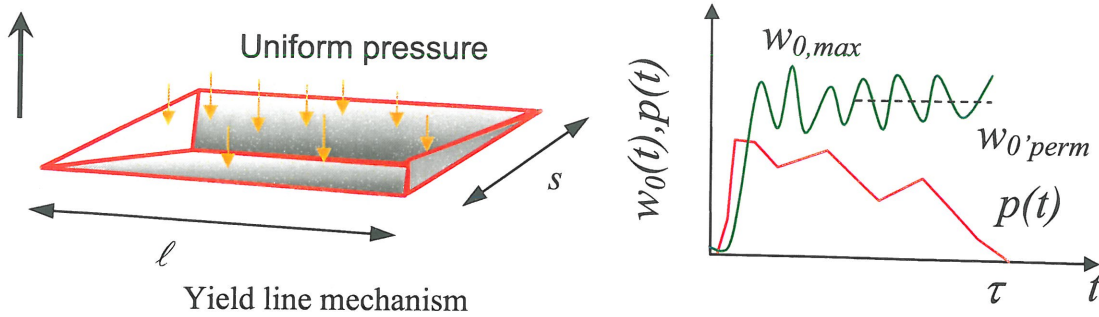 Uniform pressure
s
ℓ
Yield line mechanism
w₀(t),p(t)
w₀,max
w₀'perm
p(t)
τ
t